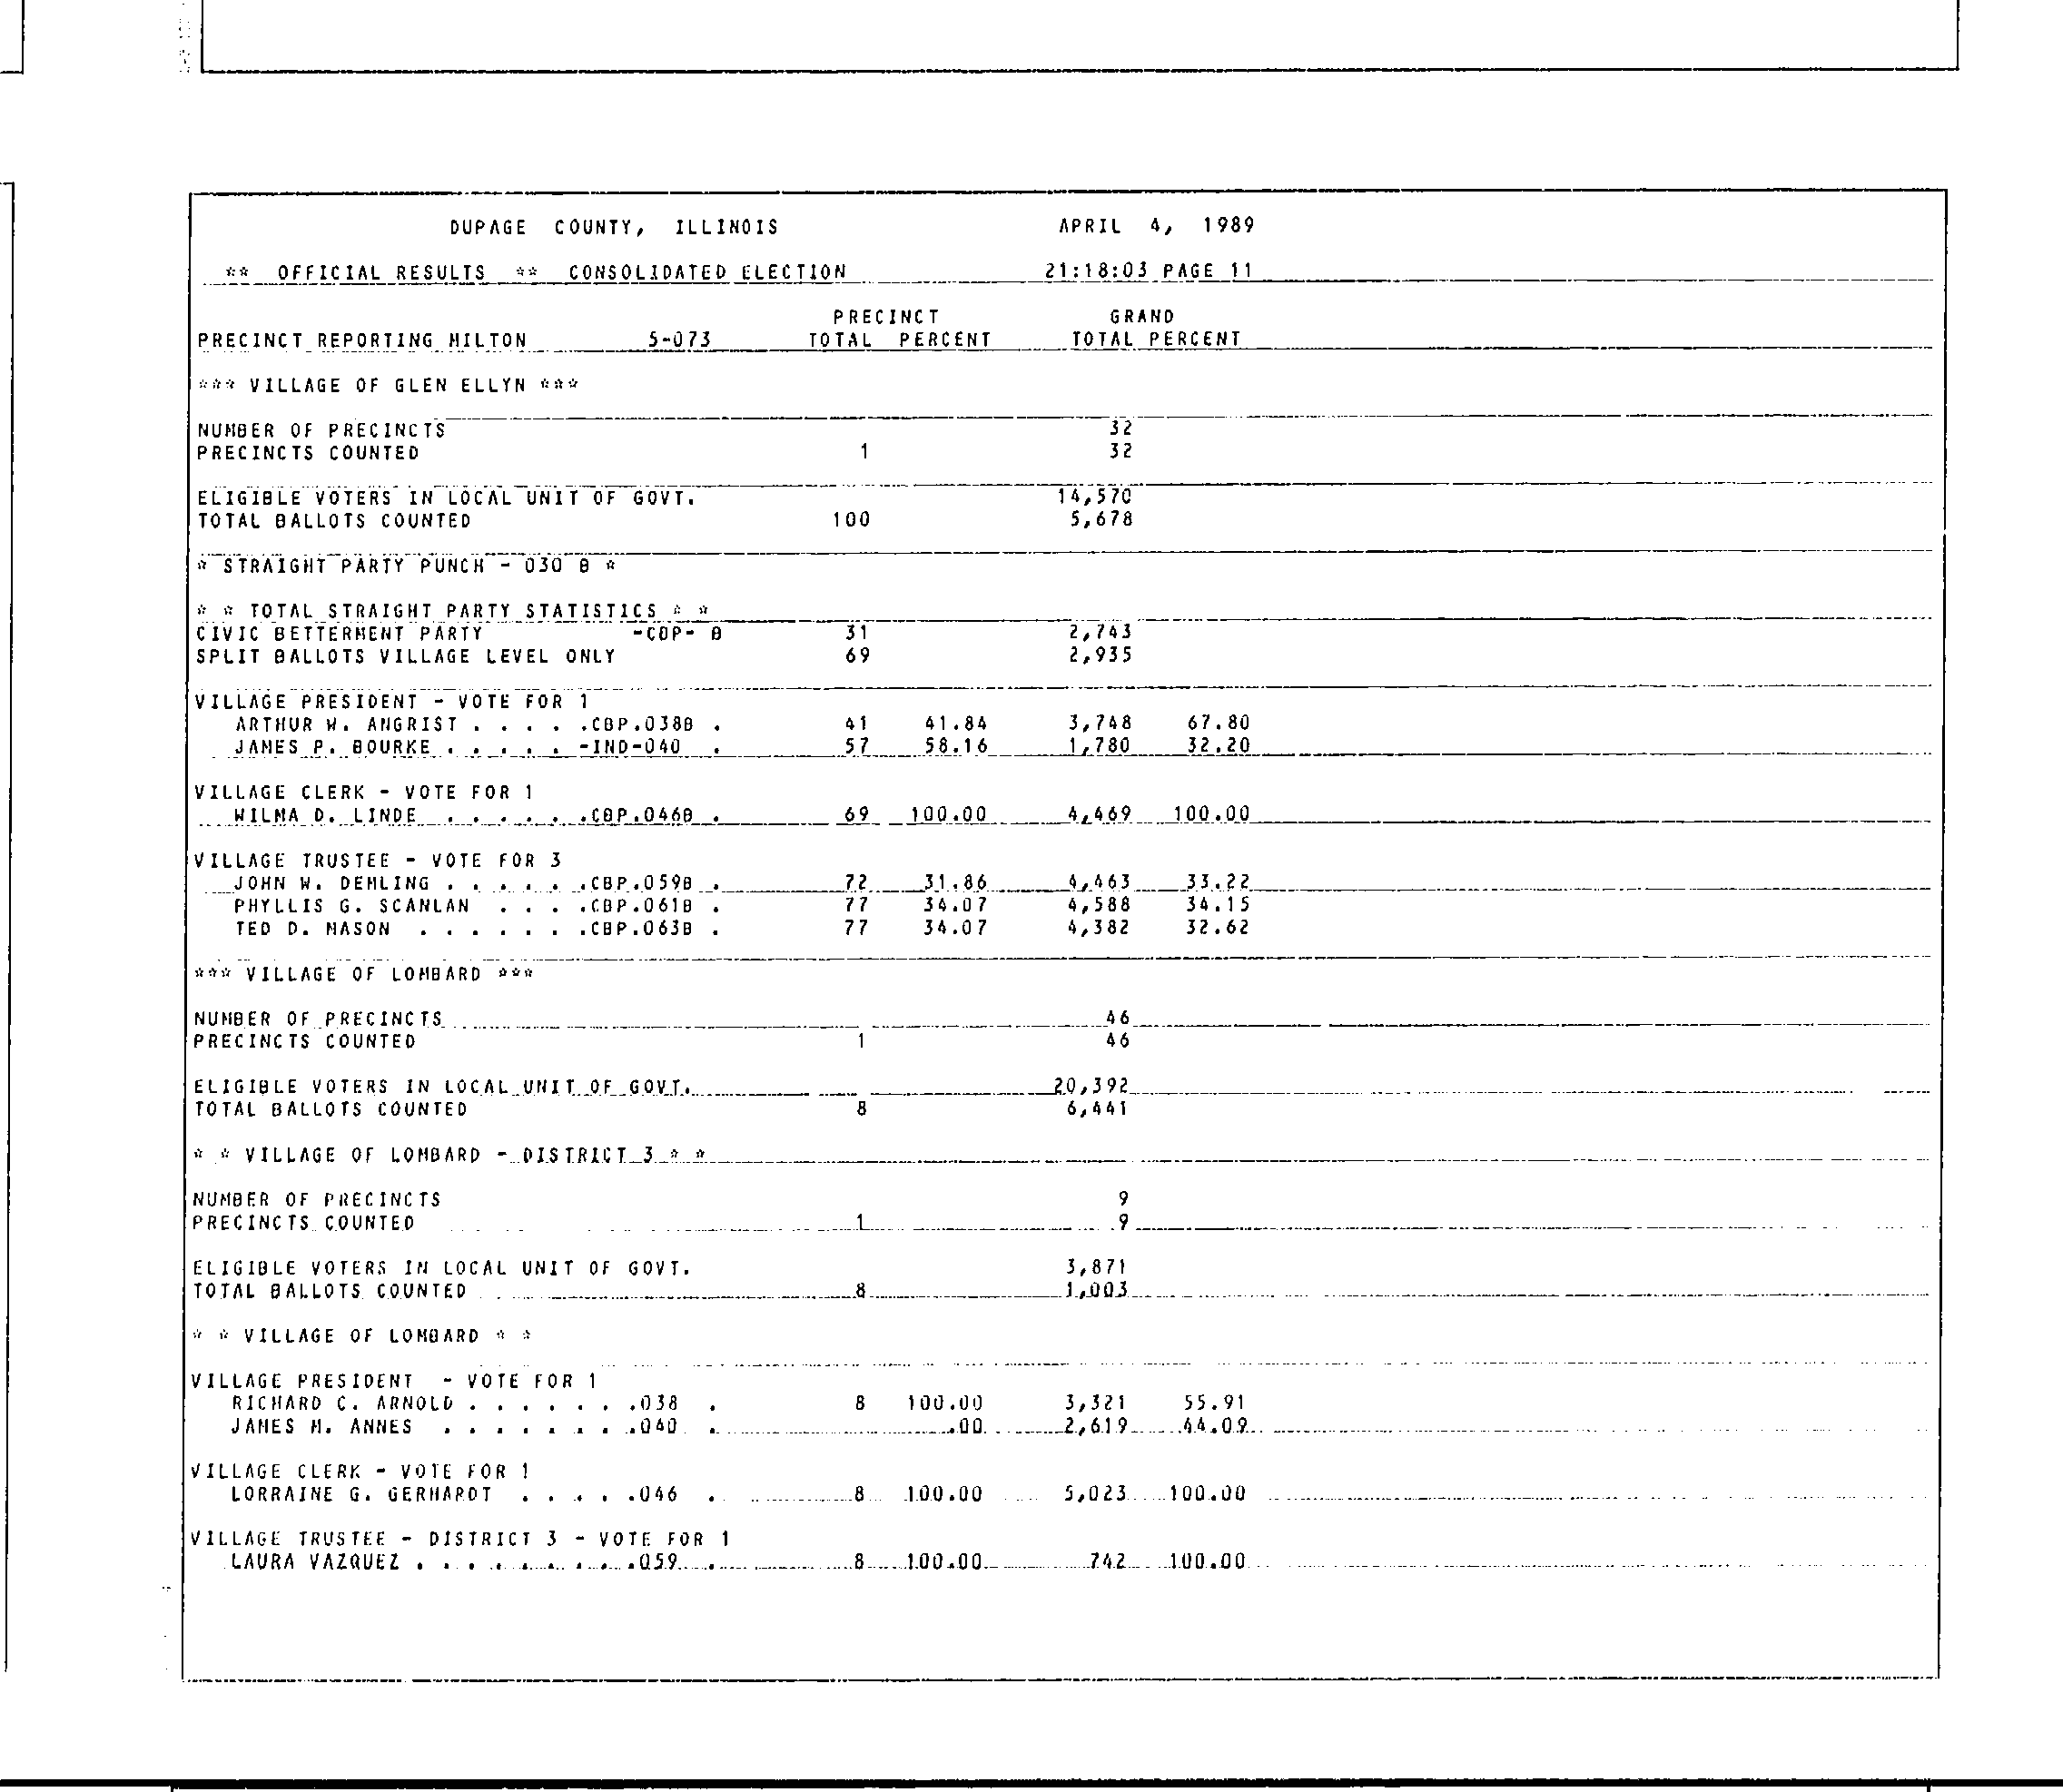 DUPAGE COUNTY, ILLINOIS APRIL 4, 1989
** OFFICIAL RESULTS ** CONSOLIDATED ELECTION 21:18:03 PAGE 11
PRECINCT GRAND
PRECINCT REPORTING MILTON 5-073 TOTAL PERCENT TOTAL PERCENT
*** VILLAGE OF GLEN ELLYN ***
NUMBER OF PRECINCTS 32
PRECINCTS COUNTED 1 32
ELIGIBLE VOTERS IN LOCAL UNIT OF GOVT. 14,570
TOTAL BALLOTS COUNTED 100 5,678
* STRAIGHT PARTY PUNCH - 030 B *
* * TOTAL STRAIGHT PARTY STATISTICS * *
CIVIC BETTERMENT PARTY -CBP- B 31 2,743
SPLIT BALLOTS VILLAGE LEVEL ONLY 69 2,935
VILLAGE PRESIDENT - VOTE FOR 1
ARTHUR W. ANGRIST . . . . .CBP.038B . 41 41.84 3,748 67.80
JAMES P. BOURKE . . . . . -IND-040 . 57 58.16 1,780 32.20
VILLAGE CLERK - VOTE FOR 1
WILMA D. LINDE . . . . . .CBP.046B . 69 100.00 4,469 100.00
VILLAGE TRUSTEE - VOTE FOR 3
JOHN W. DEMLING . . . . . .CBP.059B . 72 31.86 4,463 33.22
PHYLLIS G. SCANLAN . . . .CBP.061B . 77 34.07 4,588 34.15
TED D. MASON . . . . . . .CBP.063B . 77 34.07 4,382 32.62
*** VILLAGE OF LOMBARD ***
NUMBER OF PRECINCTS 46
PRECINCTS COUNTED 1 46
ELIGIBLE VOTERS IN LOCAL UNIT OF GOVT. 20,392
TOTAL BALLOTS COUNTED 8 6,441
* * VILLAGE OF LOMBARD - DISTRICT 3 * *
NUMBER OF PRECINCTS 9
PRECINCTS COUNTED 1 9
ELIGIBLE VOTERS IN LOCAL UNIT OF GOVT. 3,871
TOTAL BALLOTS COUNTED 8 1,003
* * VILLAGE OF LOMBARD * *
VILLAGE PRESIDENT - VOTE FOR 1
RICHARD C. ARNOLD . . . . . . .038 . 8 100.00 3,321 55.91
JAMES M. ANNES . . . . . . . .040 . .00 2,619 44.09
VILLAGE CLERK - VOTE FOR 1
LORRAINE G. GERHARDT . . . . .046 . 8 100.00 5,023 100.00
VILLAGE TRUSTEE - DISTRICT 3 - VOTE FOR 1
LAURA VAZQUEZ . . . . . . . . .059 . 8 100.00 742 100.00